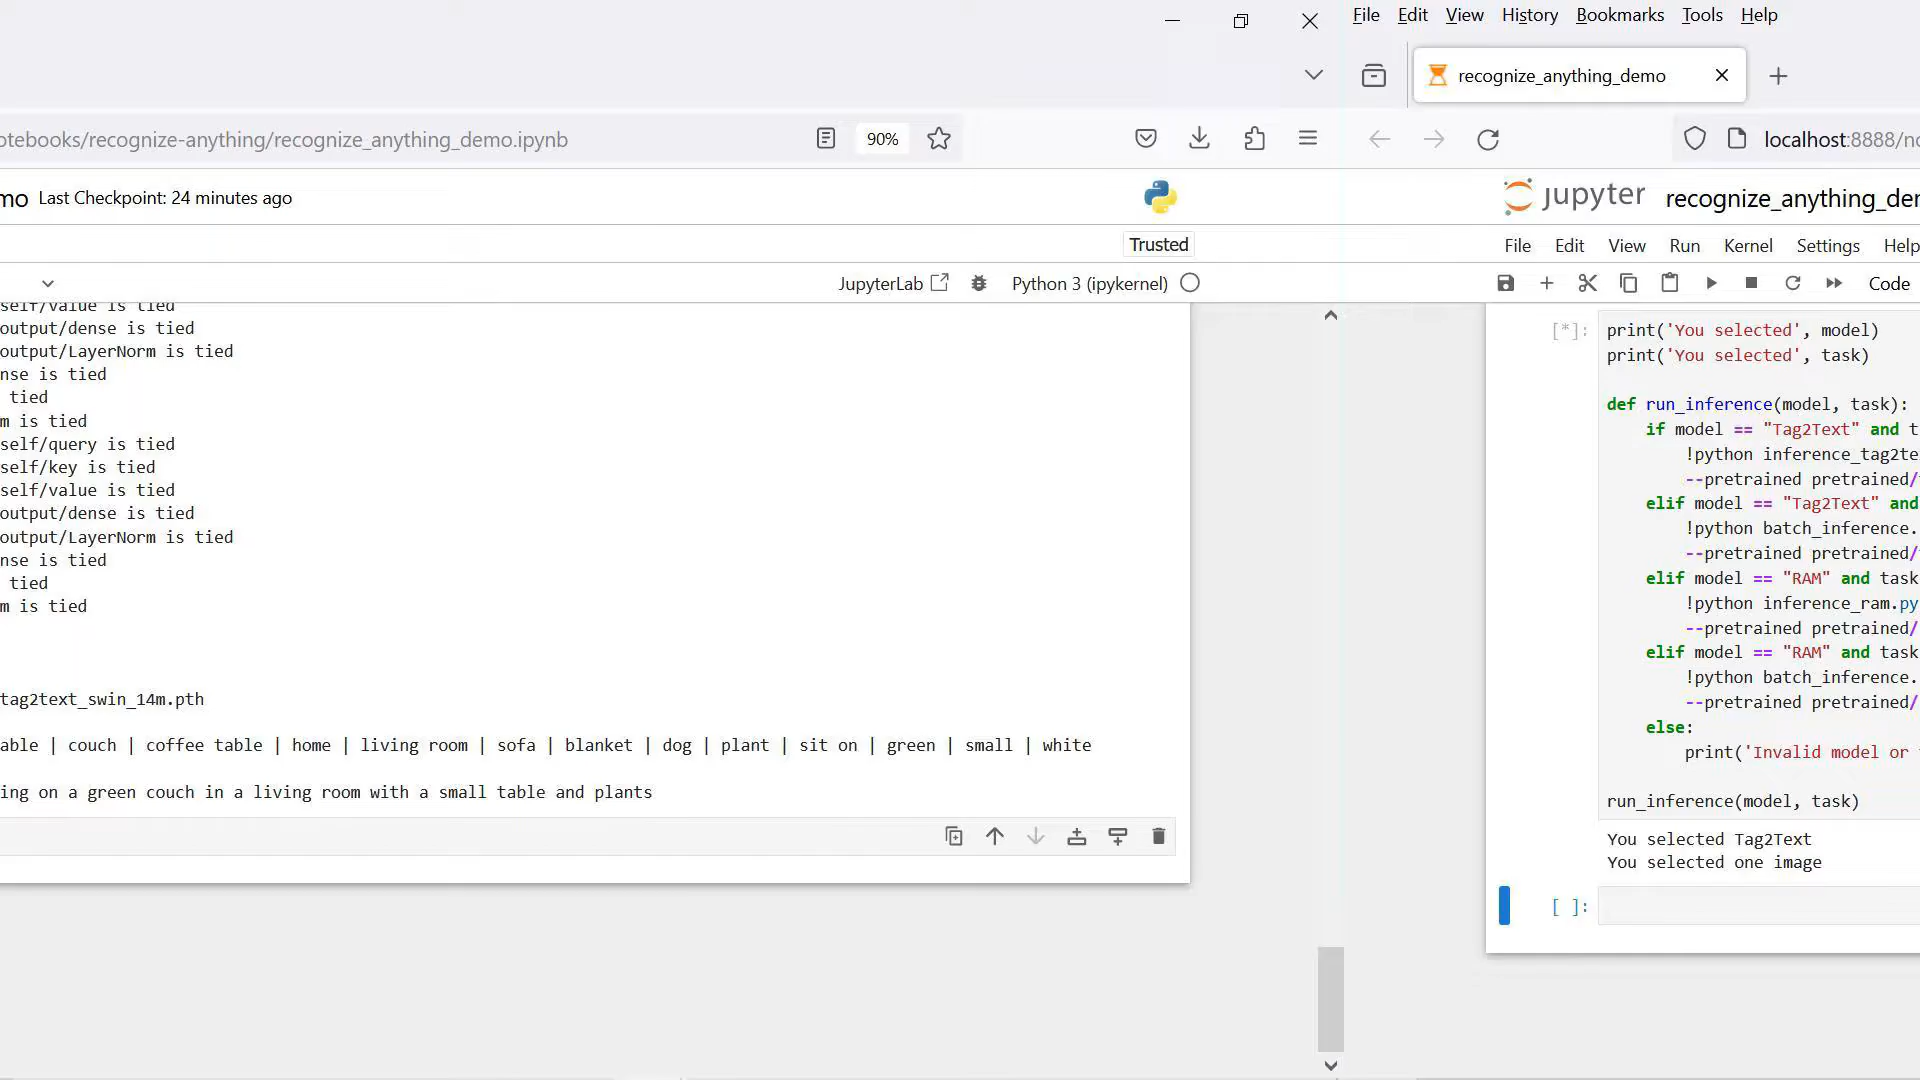 otebooks/recognize-anything/recognize_anything_demo.ipynb
90%
mo Last Checkpoint: 24 minutes ago
Trusted
JupyterLab
Python 3 (ipykernel)
self/value is tied
output/dense is tied
output/LayerNorm is tied
nse is tied
tied
m is tied
self/query is tied
self/key is tied
self/value is tied
output/dense is tied
output/LayerNorm is tied
nse is tied
tied
m is tied
tag2text_swin_14m.pth
able | couch | coffee table | home | living room | sofa | blanket | dog | plant | sit on | green | small | white
ing on a green couch in a living room with a small table and plants
File Edit View History Bookmarks Tools Help
recognize_anything_demo
localhost:8888/no
jupyter recognize_anything_der
File Edit View Run Kernel Settings Help
Code
[*]: print('You selected', model)
print('You selected', task)
def run_inference(model, task):
if model == "Tag2Text" and t
!python inference_tag2te
--pretrained pretrained/
elif model == "Tag2Text" and
!python batch_inference.
--pretrained pretrained/
elif model == "RAM" and task
!python inference_ram.py
--pretrained pretrained/
elif model == "RAM" and task
!python batch_inference.
--pretrained pretrained/
else:
print('Invalid model or
run_inference(model, task)
You selected Tag2Text
You selected one image
[ ]: